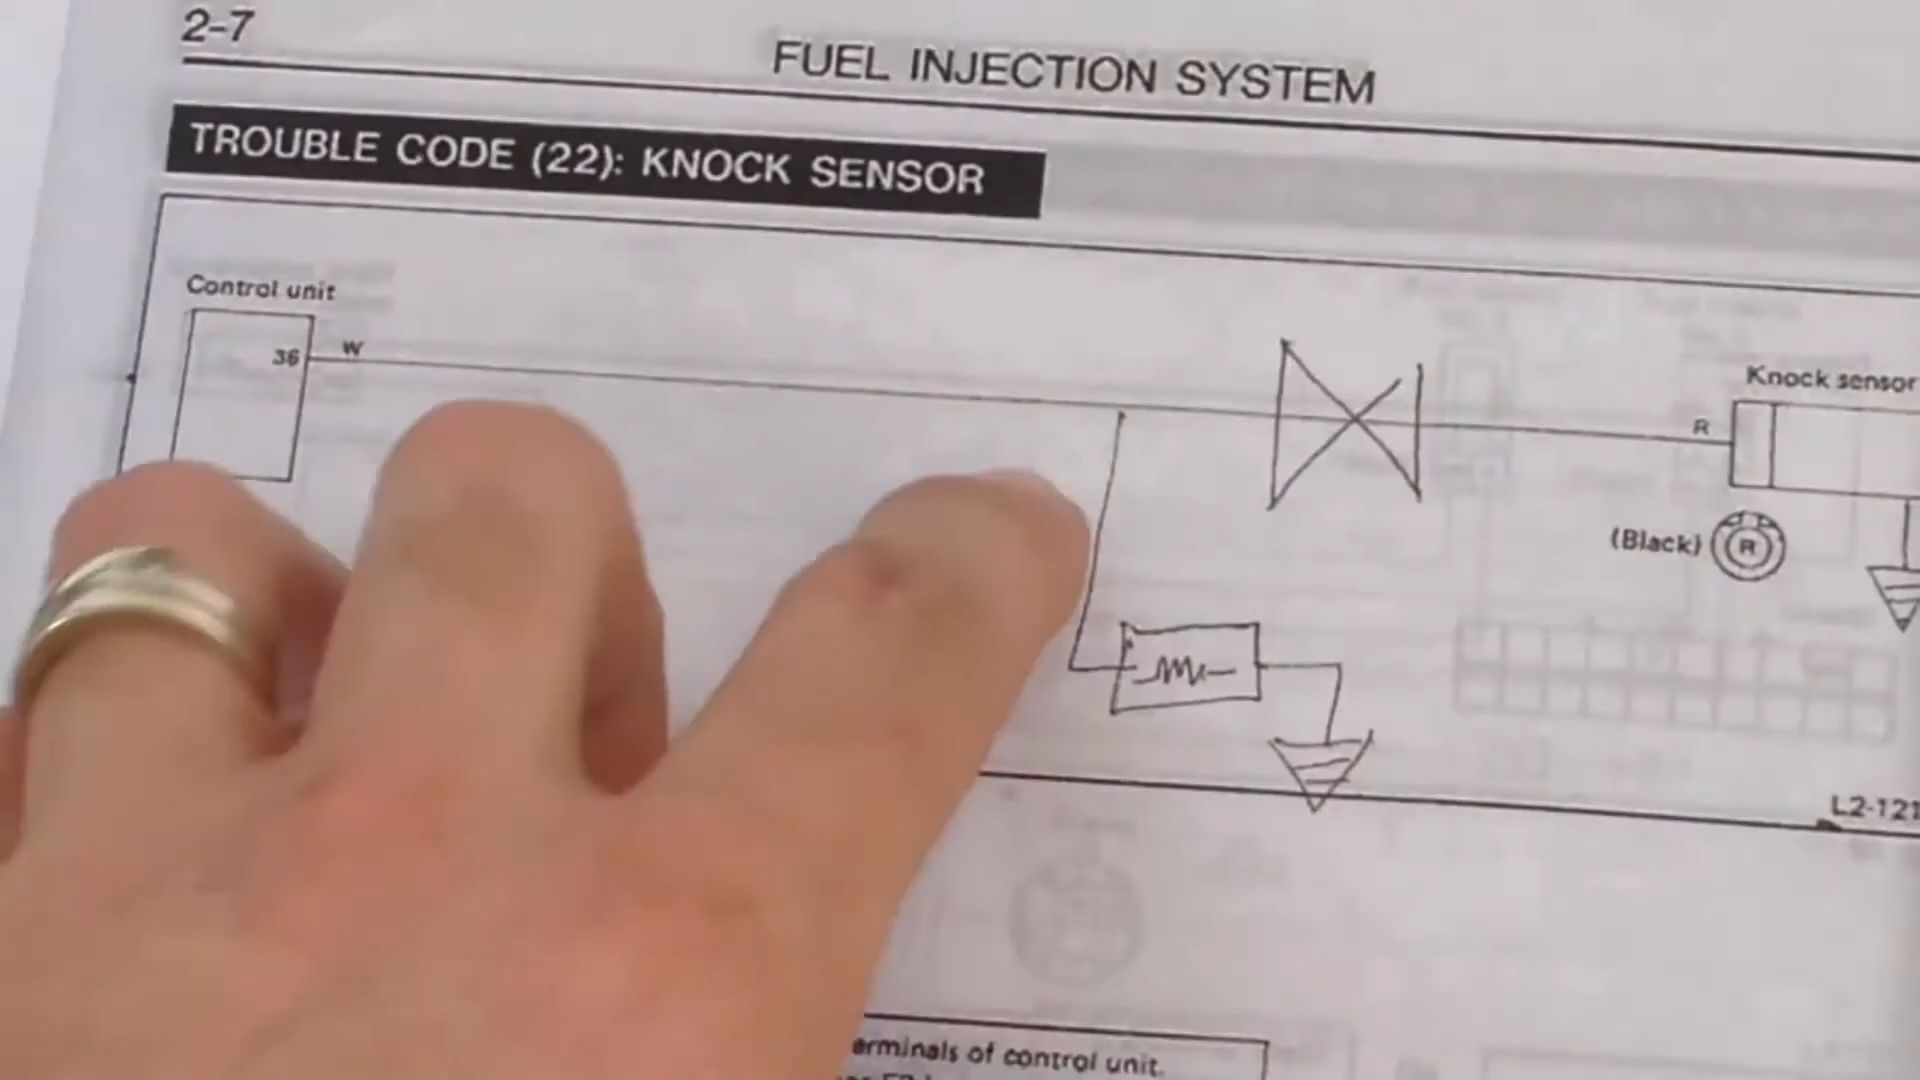 2-7
FUEL INJECTION SYSTEM
TROUBLE CODE (22): KNOCK SENSOR
Control unit
36
W
Knock sensor
R
(Black)
R
L2-121
terminals of control unit.